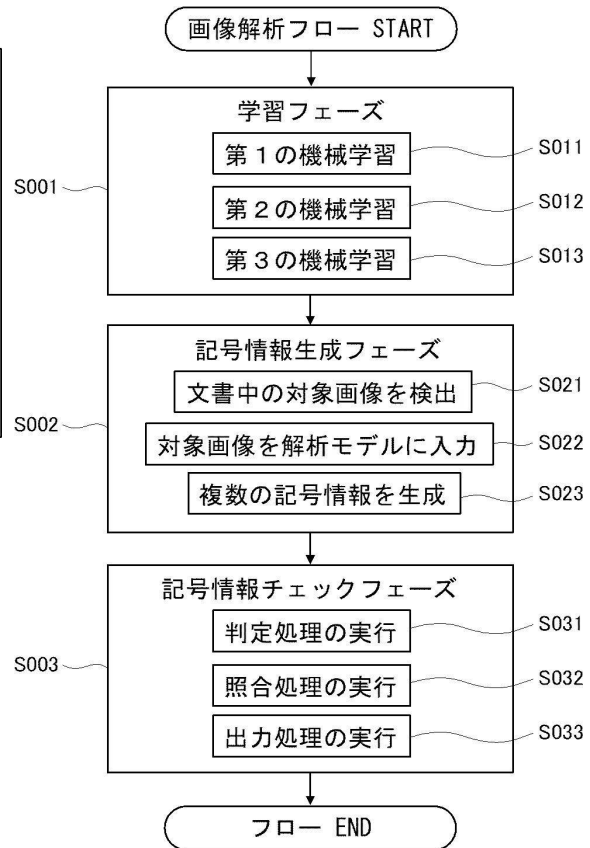 画像解析フロー START
学習フェーズ
第１の機械学習
S011
S001
第２の機械学習
S012
第３の機械学習
S013
記号情報生成フェーズ
文書中の対象画像を検出
S021
S002
対象画像を解析モデルに入力
S022
複数の記号情報を生成
S023
記号情報チェックフェーズ
判定処理の実行
S031
S003
照合処理の実行
S032
出力処理の実行
S033
フロー END